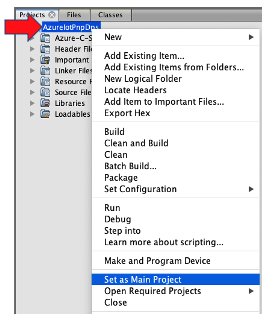 Projects
Files
Classes
AzureIotPnpDps
Azure-C-S
Header File
Important
Linker Files
Resource F
Source File
Libraries
Loadables
New
Add Existing Item...
Add Existing Items from Folders...
New Logical Folder
Locate Headers
Add Item to Important Files...
Export Hex
Build
Clean and Build
Clean
Batch Build...
Package
Set Configuration
Run
Debug
Step into
Learn more about scripting...
Make and Program Device
Set as Main Project
Open Required Projects
Close